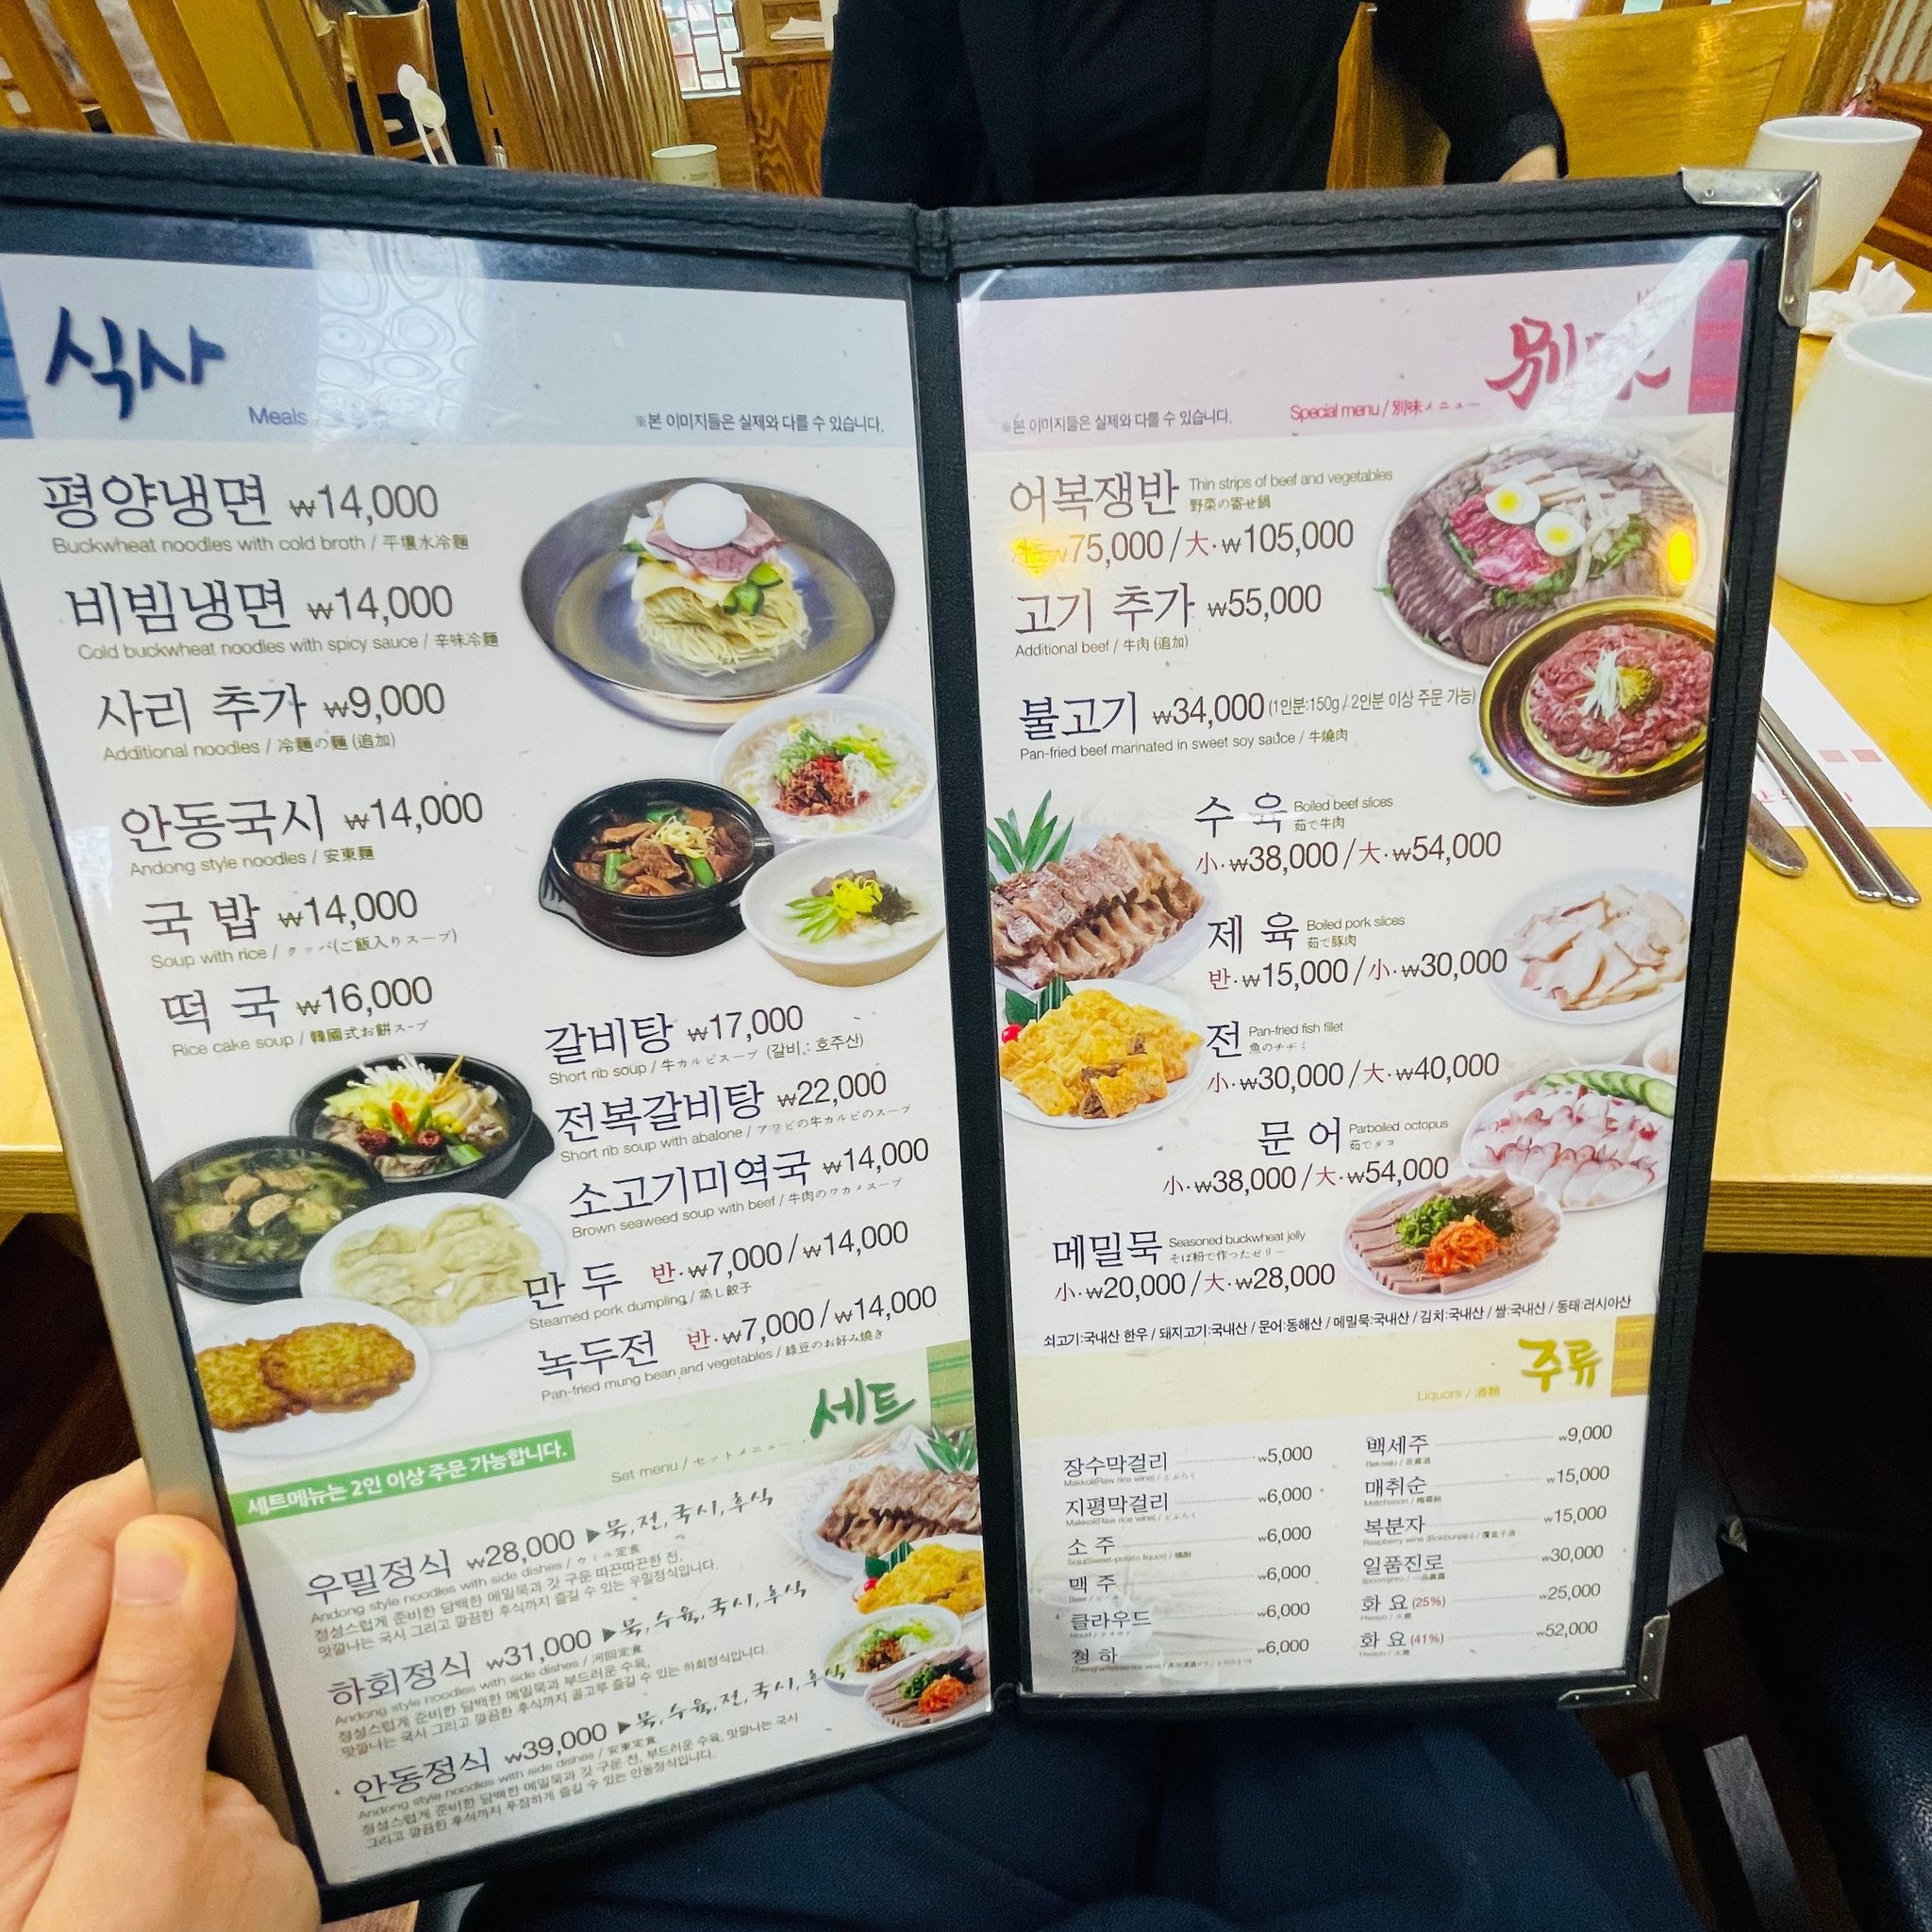 식사
Meals
※본 이미지들은 실제와 다를 수 있습니다.
평양냉면 ₩14,000
Buckwheat noodles with cold broth / 平壤水冷麵
비빔냉면 ₩14,000
Cold buckwheat noodles with spicy sauce / 辛味冷麵
사리 추가 ₩9,000
Additional noodles / 冷麵の麵 (追加)
안동국시 ₩14,000
Andong style noodles / 安東麵
국 밥 ₩14,000
Soup with rice / クッパ(ご飯入りスープ)
떡 국 ₩16,000
Rice cake soup / 韓國式お餠スープ
갈비탕 ₩17,000
Short rib soup / 牛カルビスープ (갈비 : 호주산)
전복갈비탕 ₩22,000
Short rib soup with abalone / アワビの牛カルビのスープ
소고기미역국 ₩14,000
Brown seaweed soup with beef / 牛肉のワカメスープ
만 두 반·₩7,000 / ₩14,000
Steamed pork dumpling / 蒸し餃子
녹두전 반·₩7,000 / ₩14,000
Pan-fried mung bean and vegetables / 綠豆のお好み燒き
세트
세트메뉴는 2인 이상 주문 가능합니다.
Set menu / セットメニュー
우밀정식 ₩28,000 ▶묵, 전, 국시, 후식
Andong style noodles with side dishes / ウミル定食
정성스럽게 준비한 담백한 메밀묵과 갓 구운 따끈따끈한 전,
맛깔나는 국시 그리고 깔끔한 후식까지 즐길 수 있는 우밀정식입니다.
하회정식 ₩31,000 ▶묵, 수육, 국시, 후식
Andong style noodles with side dishes / 河回定食
정성스럽게 준비한 담백한 메밀묵과 부드러운 수육,
맛깔나는 국시 그리고 깔끔한 후식까지 골고루 즐길 수 있는 하회정식입니다.
안동정식 ₩39,000 ▶묵, 수육, 전, 국시, 후식
Andong style noodles with side dishes / 安東定食
정성스럽게 준비한 담백한 메밀묵과 갓 구운 전, 부드러운 수육, 맛깔나는 국시
그리고 깔끔한 후식까지 푸짐하게 즐길 수 있는 안동정식입니다.
別味
※본 이미지들은 실제와 다를 수 있습니다.
Special menu / 別味メニュー
어복쟁반 Thin strips of beef and vegetables
野菜の寄せ鍋
₩75,000 / 大·₩105,000
고기 추가 ₩55,000
Additional beef / 牛肉 (追加)
불고기 ₩34,000 (1인분:150g / 2인분 이상 주문 가능)
Pan-fried beef marinated in sweet soy sauce / 牛燒肉
수 육 Boiled beef slices
茹で牛肉
小·₩38,000 / 大·₩54,000
제 육 Boiled pork slices
茹で豚肉
반·₩15,000 / 小·₩30,000
전 Pan-fried fish fillet
魚のチヂミ
小·₩30,000 / 大·₩40,000
문 어 Parboiled octopus
茹でタコ
小·₩38,000 / 大·₩54,000
메밀묵 Seasoned buckwheat jelly
そば粉で作ったゼリー
小·₩20,000 / 大·₩28,000
쇠고기:국내산 한우 / 돼지고기:국내산 / 문어:동해산 / 메밀묵:국내산 / 김치:국내산 / 쌀:국내산 / 동태:러시아산
주류
Liquors / 酒類
장수막걸리 ₩5,000
Makkoli(Raw rice wine) / どぶろく
지평막걸리 ₩6,000
Makkoli(Raw rice wine) / どぶろく
소 주 ₩6,000
Soju(Sweet-potato liquor) / 燒酎
맥 주 ₩6,000
Beer / ビール
클라우드 ₩6,000
청 하 ₩6,000
백세주 ₩9,000
매취순 ₩15,000
복분자 ₩15,000
일품진로 ₩30,000
화 요 (25%) ₩25,000
Hwayo / 火堯
화 요 (41%) ₩52,000
Hwayo / 火堯